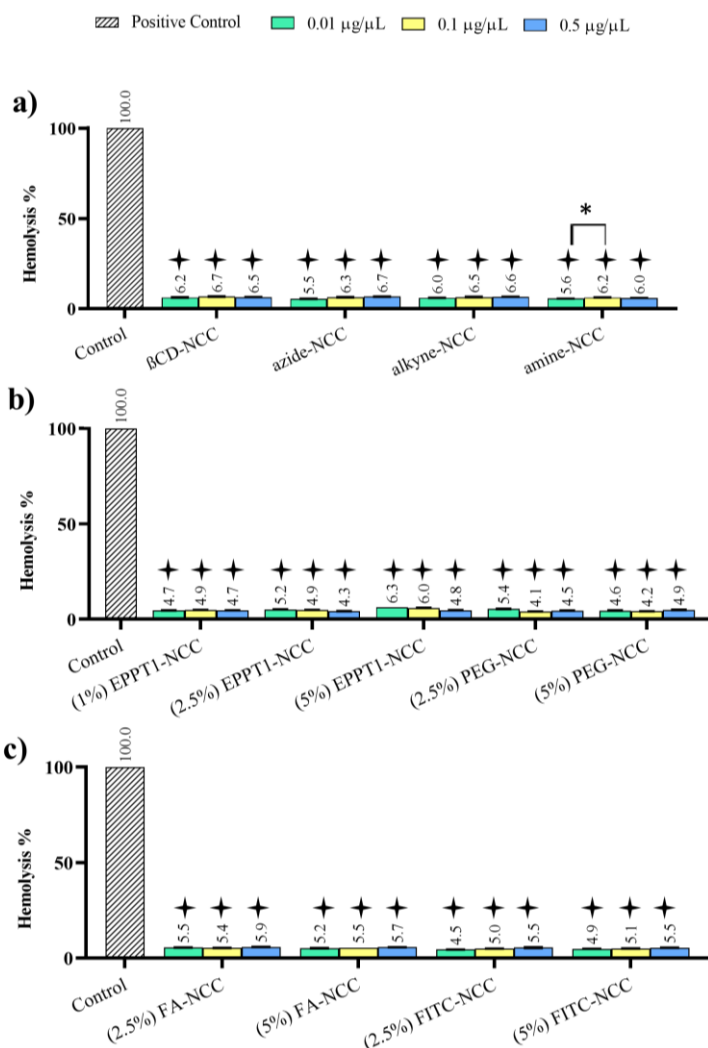 Positive Control 0.01 µg/µL 0.1 µg/µL 0.5 µg/µL
a)
Hemolysis %
100
50
0
100.0
6.2 6.7 6.5 5.5 6.3 6.7 6.0 6.5 6.6 5.6 6.2 6.0
*
Control βCD-NCC azide-NCC alkyne-NCC amine-NCC
b)
Hemolysis %
100
50
0
100.0
4.7 4.9 4.7 5.2 4.9 4.3 6.3 6.0 4.8 5.4 4.1 4.5 4.6 4.2 4.9
Control (1%) EPPT1-NCC (2.5%) EPPT1-NCC (5%) EPPT1-NCC (2.5%) PEG-NCC (5%) PEG-NCC
c)
Hemolysis %
100
50
0
100.0
5.5 5.4 5.9 5.2 5.5 5.7 4.5 5.0 5.5 4.9 5.1 5.5
Control (2.5%) FA-NCC (5%) FA-NCC (2.5%) FITC-NCC (5%) FITC-NCC